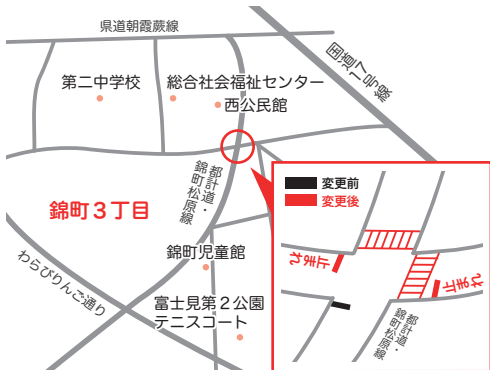 県道朝霞蕨線
国道17号線
第二中学校
総合社会福祉センター
西公民館
都計道・
錦町松原線
錦町3丁目
錦町児童館
わらびりんご通り
富士見第2公園
テニスコート
変更前
変更後
止まれ
止まれ
都計道・
錦町松原線